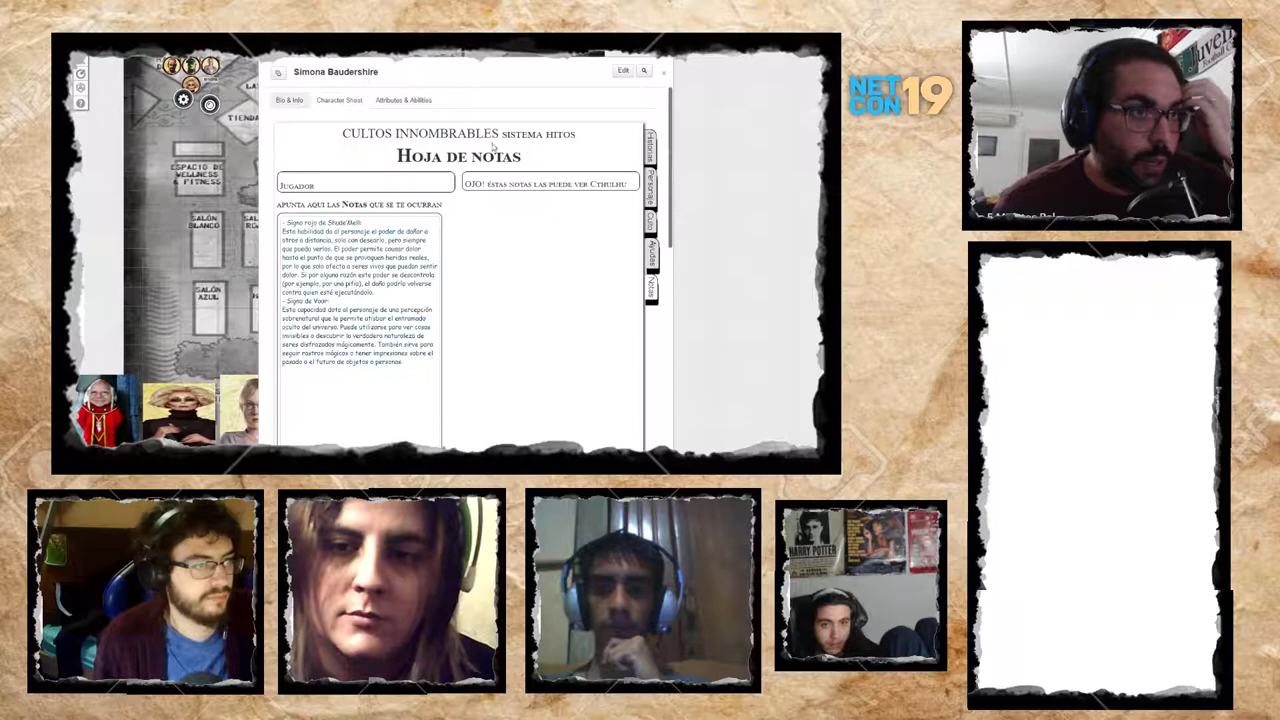 Simona Baudershire
Edit
Bio & Info
Character Sheet
Attributes & Abilities
CULTOS INNOMBRABLES SISTEMA HITOS
HOJA DE NOTAS
JUGADOR
OJO! ÉSTAS NOTAS LAS PUEDE VER CTHULHU
APUNTA AQUI LAS NOTAS QUE SE TE OCURRAN
- Signo rojo de Shudde'Mell:
Esta habilidad da al personaje el poder de dañar a
otros a distancia, solo con desearlo, pero siempre
que pueda verlos. El poder permite causar dolor
hasta el punto de que se provoquen heridas reales,
por lo que solo afecta a seres vivos que puedan sentir
dolor. Si por alguna razón este poder se descontrola
(por ejemplo, por una pifia), el daño podría volverse
contra quien esté ejecutándolo.
- Signo de Voor:
Esta capacidad dota al personaje de una percepción
sobrenatural que le permite atisbar el entramado
oculto del universo. Puede utilizarse para ver cosas
invisibles o descubrir la verdadera naturaleza de
seres disfrazados mágicamente. También sirve para
seguir rastros mágicos o tener impresiones sobre el
pasado o el futuro de objetos o personas.
Historias
Personaje
Culto
Ayudas
Notas
TIENDA
ESPACIO DE
WELLNESS
& FITNESS
SALÓN
BLANCO
SALÓN
AZUL
NET
CON 19
HARRY POTTER